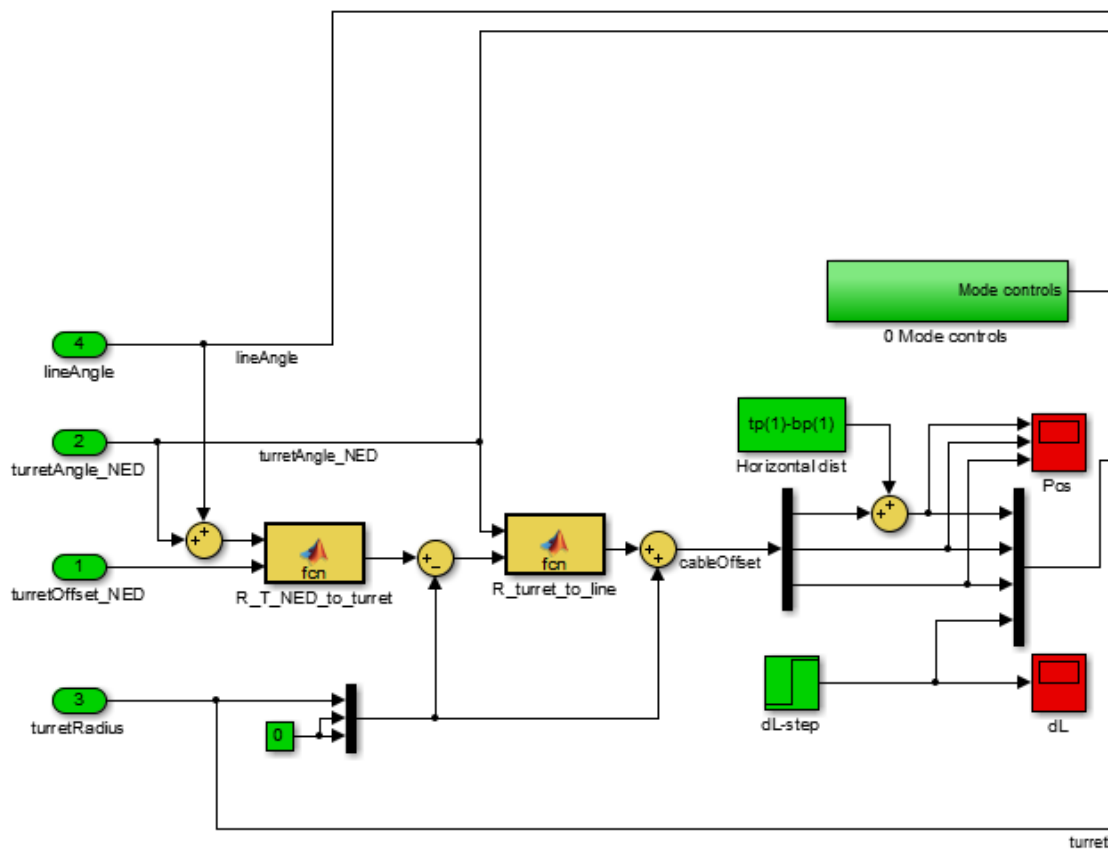 Mode controls
0 Mode controls
4
lineAngle
lineAngle
tp(1)-bp(1)
Horizontal dist
Pos
2
turretAngle_NED
turretAngle_NED
+
+
+
+
fcn
R_T_NED_to_turret
+
−
fcn
R_turret_to_line
+
+
cableOffset
1
turretOffset_NED
3
turretRadius
0
dL-step
dL
turret